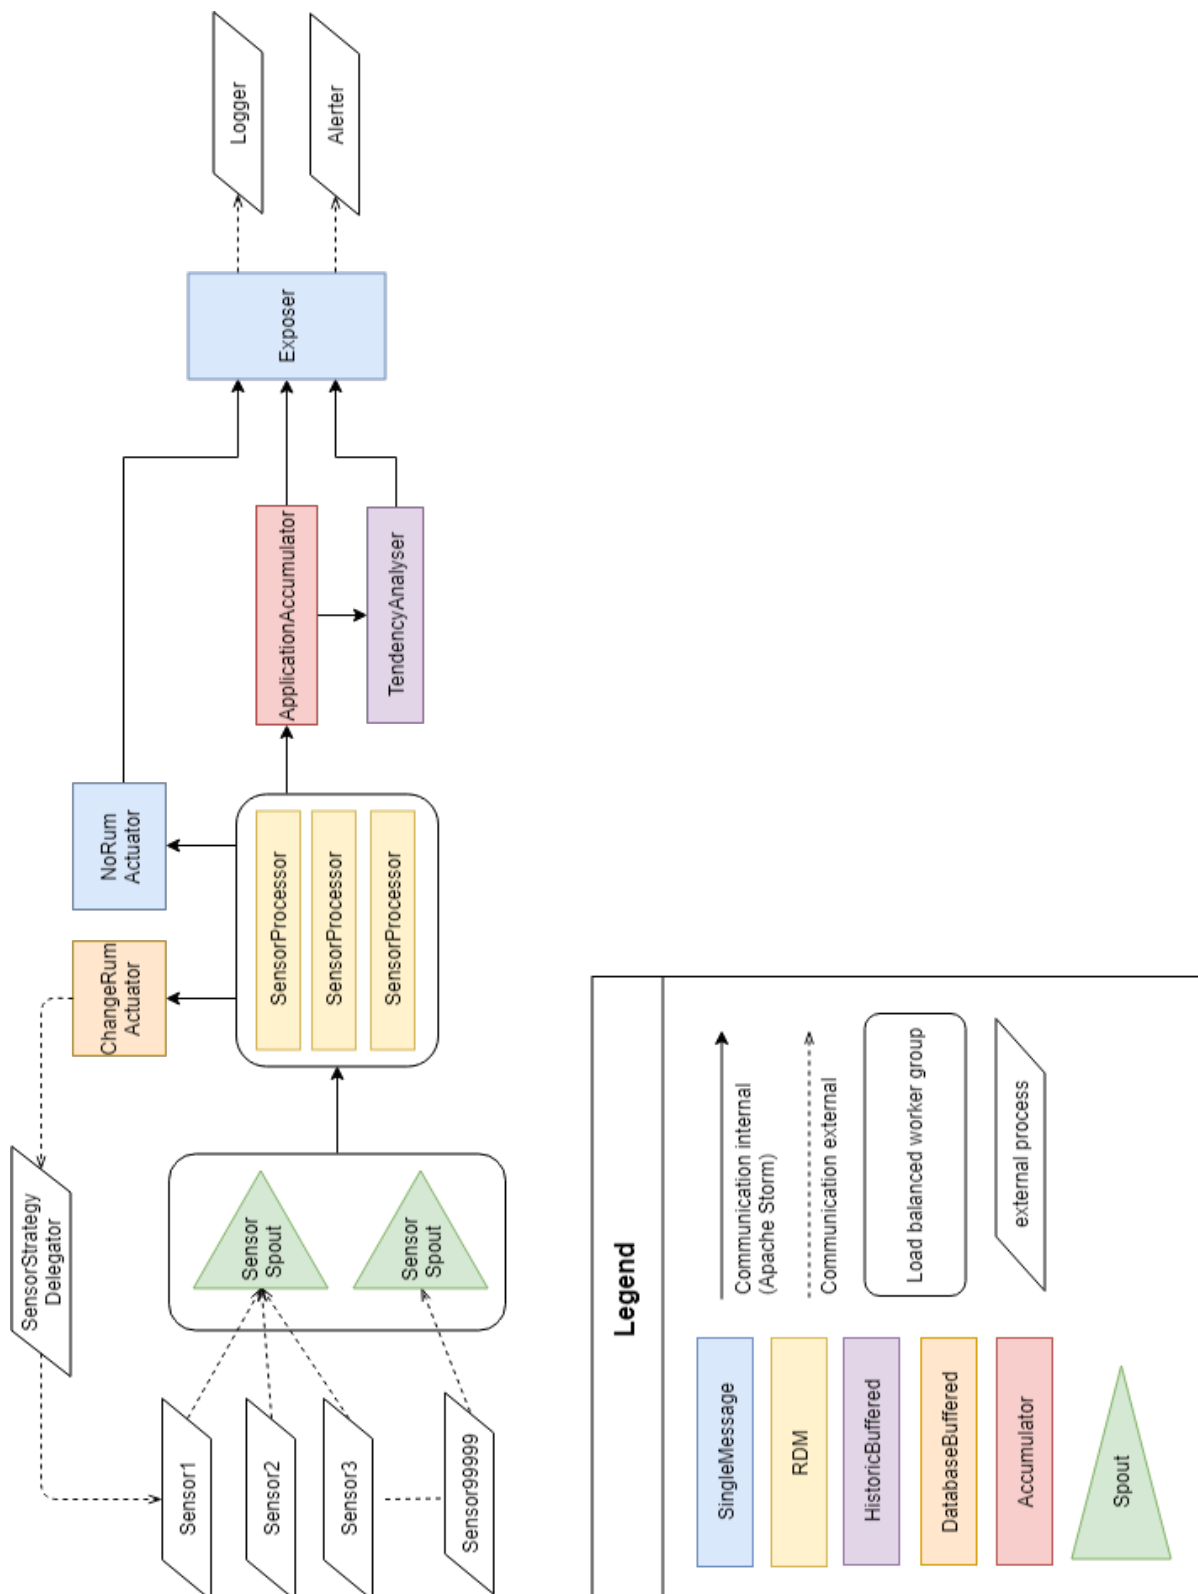 SensorStrategy
Delegator
ChangeRum
Actuator
NoRum
Actuator
Sensor1
Sensor2
Sensor3
Sensor99999
Sensor
Spout
Sensor
Spout
SensorProcessor
SensorProcessor
SensorProcessor
ApplicationAccumulator
TendencyAnalyser
Exposer
Logger
Alerter
Legend
SingleMessage
RDM
HistoricBuffered
DatabaseBuffered
Accumulator
Spout
Communication internal
(Apache Storm)
Communication external
Load balanced worker group
external process